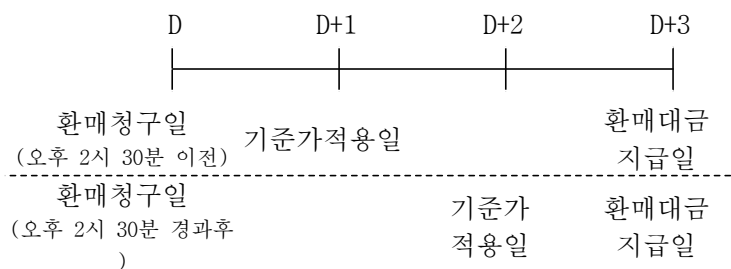 D D+1 D+2 D+3
환매청구일
(오후 2시 30분 이전)
기준가적용일
환매대금
지급일
환매청구일
(오후 2시 30분 경과후
)
기준가
적용일
환매대금
지급일